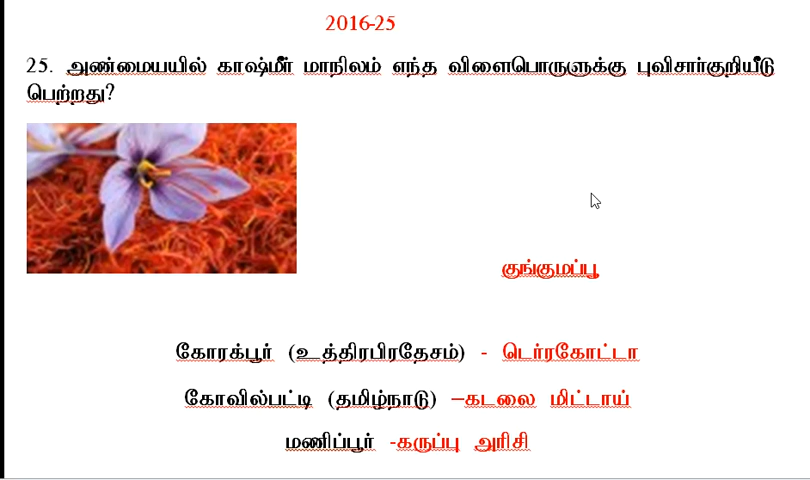 2016-25
25. அண்மையயில் காஷ்மீர் மாநிலம் எந்த விளைபொருளுக்கு புவிசார்குறியீடு
பெற்றது?
குங்குமப்பூ
கோரக்பூர் (உத்திரபிரதேசம்) - டெர்ரகோட்டா
கோவில்பட்டி (தமிழ்நாடு) –கடலை மிட்டாய்
மணிப்பூர் -கருப்பு அரிசி